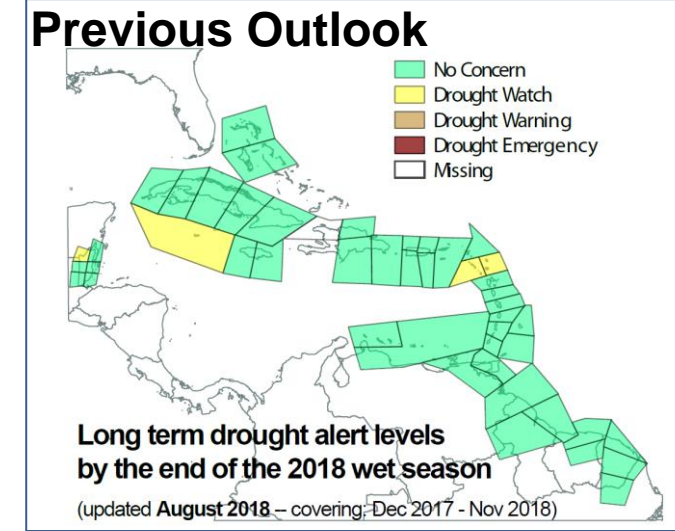 Previous Outlook
No Concern
Drought Watch
Drought Warning
Drought Emergency
Missing
Long term drought alert levels
by the end of the 2018 wet season
(updated August 2018 – covering: Dec 2017 - Nov 2018)